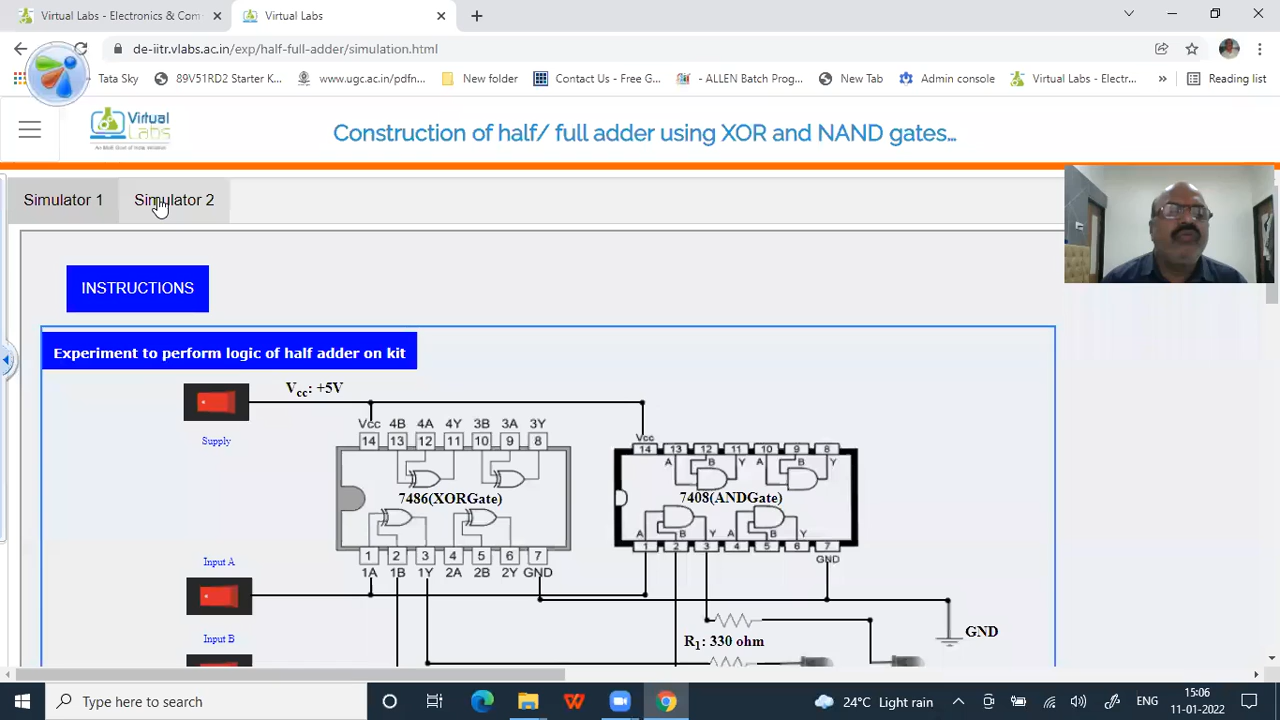 Virtual Labs - Electronics & Com
Virtual Labs
de-iitr.vlabs.ac.in/exp/half-full-adder/simulation.html
Tata Sky
89V51RD2 Starter K...
www.ugc.ac.in/pdfn...
New folder
Contact Us - Free G...
- ALLEN Batch Prog...
New Tab
Admin console
Virtual Labs - Electr...
»
Reading list
Virtual
Labs
Construction of half/ full adder using XOR and NAND gates...
Simulator 1
Simulator 2
INSTRUCTIONS
Experiment to perform logic of half adder on kit
Vcc: +5V
Supply
Vcc 4B 4A 4Y 3B 3A 3Y
14 13 12 11 10 9 8
7486(XORGate)
1 2 3 4 5 6 7
1A 1B 1Y 2A 2B 2Y GND
Vcc
14 13 12 11 10 9 8
A B Y A B Y
7408(ANDGate)
A B Y A B Y
1 2 3 4 5 6 7
GND
Input A
Input B
R1: 330 ohm
GND
Type here to search
24°C Light rain
ENG
15:06
11-01-2022